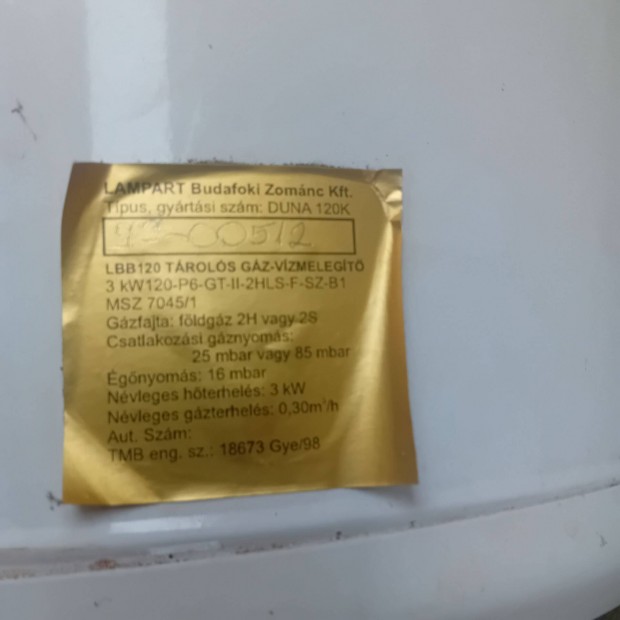 LAMPART Budafoki Zománc Kft.
Típus, gyártási szám: DUNA 120K
00512
LBB120 TÁROLÓS GÁZ-VÍZMELEGÍTŐ
3 kW120-P6-GT-II-2HLS-F-SZ-B1
MSZ 7045/1
Gázfajta: földgáz 2H vagy 2S
Csatlakozási gáznyomás:
25 mbar vagy 85 mbar
Égőnyomás: 16 mbar
Névleges hőterhelés: 3 kW
Névleges gázterhelés: 0,30m³/h
Aut. Szám:
TMB eng. sz.: 18673 Gye/98